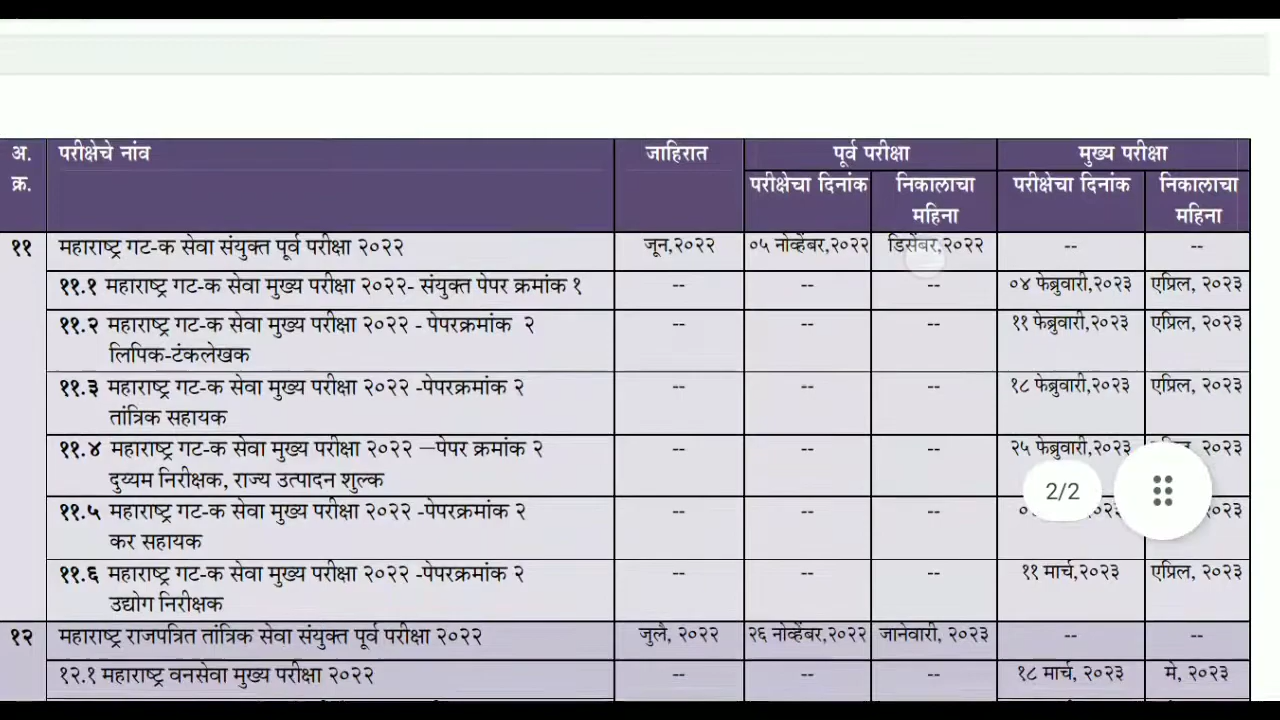 अ. परीक्षेचे नांव जाहिरात पूर्व परीक्षा मुख्य परीक्षा
क्र. परीक्षेचा दिनांक निकालाचा परीक्षेचा दिनांक निकालाचा
महिना महिना
११ महाराष्ट्र गट-क सेवा संयुक्त पूर्व परीक्षा २०२२ जून,२०२२ ०५ नोव्हेंबर,२०२२ डिसेंबर,२०२२ -- --
११.१ महाराष्ट्र गट-क सेवा मुख्य परीक्षा २०२२- संयुक्त पेपर क्रमांक १ -- -- -- ०४ फेब्रुवारी,२०२३ एप्रिल, २०२३
११.२ महाराष्ट्र गट-क सेवा मुख्य परीक्षा २०२२ - पेपरक्रमांक २ -- -- -- ११ फेब्रुवारी,२०२३ एप्रिल, २०२३
लिपिक-टंकलेखक
११.३ महाराष्ट्र गट-क सेवा मुख्य परीक्षा २०२२ -पेपरक्रमांक २ -- -- -- १८ फेब्रुवारी,२०२३ एप्रिल, २०२३
तांत्रिक सहायक
११.४ महाराष्ट्र गट-क सेवा मुख्य परीक्षा २०२२ –पेपर क्रमांक २ -- -- -- २५ फेब्रुवारी,२०२३ २०२३
दुय्यम निरीक्षक, राज्य उत्पादन शुल्क
2/2
११.५ महाराष्ट्र गट-क सेवा मुख्य परीक्षा २०२२ -पेपरक्रमांक २ -- -- -- २०२३
कर सहायक
११.६ महाराष्ट्र गट-क सेवा मुख्य परीक्षा २०२२ -पेपरक्रमांक २ -- -- -- ११ मार्च,२०२३ एप्रिल, २०२३
उद्योग निरीक्षक
१२ महाराष्ट्र राजपत्रित तांत्रिक सेवा संयुक्त पूर्व परीक्षा २०२२ जुलै, २०२२ २६ नोव्हेंबर,२०२२ जानेवारी, २०२३ -- --
१२.१ महाराष्ट्र वनसेवा मुख्य परीक्षा २०२२ -- -- -- १८ मार्च, २०२३ मे, २०२३